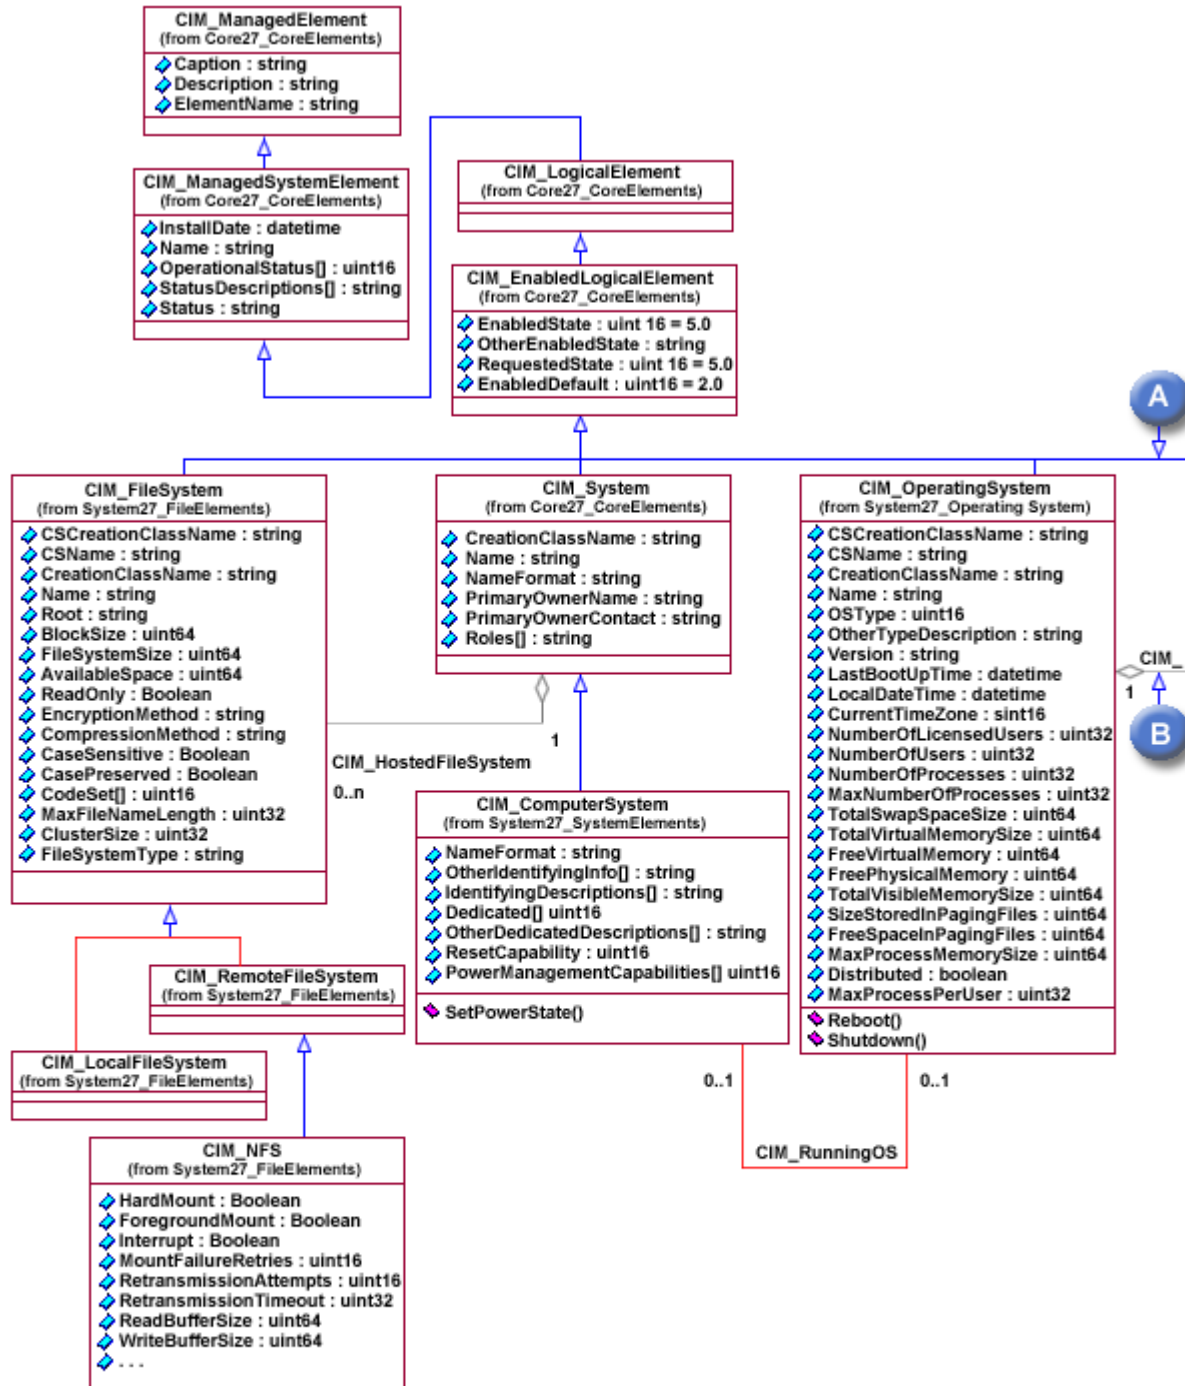 CIM_ManagedElement
(from Core27_CoreElements)
Caption : string
Description : string
ElementName : string
CIM_ManagedSystemElement
(from Core27_CoreElements)
InstallDate : datetime
Name : string
OperationalStatus[] : uint16
StatusDescriptions[] : string
Status : string
CIM_LogicalElement
(from Core27_CoreElements)
CIM_EnabledLogicalElement
(from Core27_CoreElements)
EnabledState : uint 16 = 5.0
OtherEnabledState : string
RequestedState : uint 16 = 5.0
EnabledDefault : uint16 = 2.0
A
CIM_FileSystem
(from System27_FileElements)
CSCreationClassName : string
CSName : string
CreationClassName : string
Name : string
Root : string
BlockSize : uint64
FileSystemSize : uint64
AvailableSpace : uint64
ReadOnly : Boolean
EncryptionMethod : string
CompressionMethod : string
CaseSensitive : Boolean
CasePreserved : Boolean
CodeSet[] : uint16
MaxFileNameLength : uint32
ClusterSize : uint32
FileSystemType : string
CIM_System
(from Core27_CoreElements)
CreationClassName : string
Name : string
NameFormat : string
PrimaryOwnerName : string
PrimaryOwnerContact : string
Roles[] : string
1
CIM_HostedFileSystem
0..n
CIM_OperatingSystem
(from System27_Operating System)
CSCreationClassName : string
CSName : string
CreationClassName : string
Name : string
OSType : uint16
OtherTypeDescription : string
Version : string
LastBootUpTime : datetime
LocalDateTime : datetime
CurrentTimeZone : sint16
NumberOfLicensedUsers : uint32
NumberOfUsers : uint32
NumberOfProcesses : uint32
MaxNumberOfProcesses : uint32
TotalSwapSpaceSize : uint64
TotalVirtualMemorySize : uint64
FreeVirtualMemory : uint64
FreePhysicalMemory : uint64
TotalVisibleMemorySize : uint64
SizeStoredInPagingFiles : uint64
FreeSpaceInPagingFiles : uint64
MaxProcessMemorySize : uint64
Distributed : boolean
MaxProcessPerUser : uint32
Reboot()
Shutdown()
CIM_
1
B
CIM_ComputerSystem
(from System27_SystemElements)
NameFormat : string
OtherIdentifyingInfo[] : string
IdentifyingDescriptions[] : string
Dedicated[] uint16
OtherDedicatedDescriptions[] : string
ResetCapability : uint16
PowerManagementCapabilities[] uint16
SetPowerState()
CIM_RemoteFileSystem
(from System27_FileElements)
CIM_LocalFileSystem
(from System27_FileElements)
0..1
0..1
CIM_RunningOS
CIM_NFS
(from System27_FileElements)
HardMount : Boolean
ForegroundMount : Boolean
Interrupt : Boolean
MountFailureRetries : uint16
RetransmissionAttempts : uint16
RetransmissionTimeout : uint32
ReadBufferSize : uint64
WriteBufferSize : uint64
. . .